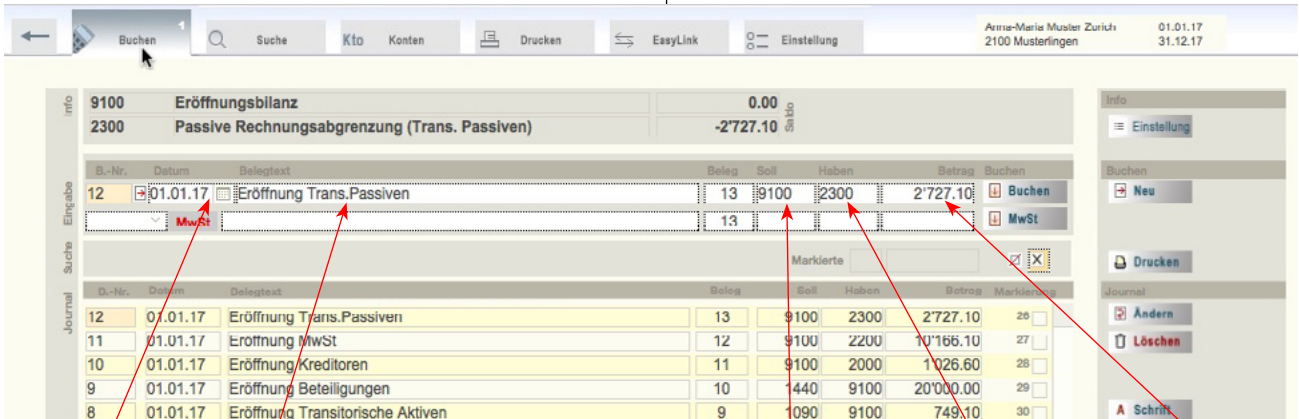 Buchen 1 Suche Kto Konten Drucken EasyLink Einstellung Anna-Maria Muster Zürich 01.01.17
2100 Musterlingen 31.12.17
Info 9100 Eröffnungsbilanz 0.00 Saldo Info
2300 Passive Rechnungsabgrenzung (Trans. Passiven) -2'727.10 Einstellung
B.-Nr. Datum Belegtext Beleg Soll Haben Betrag Buchen Buchen
Eingabe 12 01.01.17 Eröffnung Trans.Passiven 13 9100 2300 2'727.10 Buchen Neu
MwSt 13 MwSt
Suche Markierte X Drucken
Journal B.-Nr. Datum Belegtext Beleg Soll Haben Betrag Markierung Journal
12 01.01.17 Eröffnung Trans.Passiven 13 9100 2300 2'727.10 26 Ändern
11 01.01.17 Eröffnung MwSt 12 9100 2200 10'166.10 27 Löschen
10 01.01.17 Eröffnung Kreditoren 11 9100 2000 1'026.60 28
9 01.01.17 Eröffnung Beteiligungen 10 1440 9100 20'000.00 29
8 01.01.17 Eröffnung Transitorische Aktiven 9 1090 9100 749.10 30 A Schrift